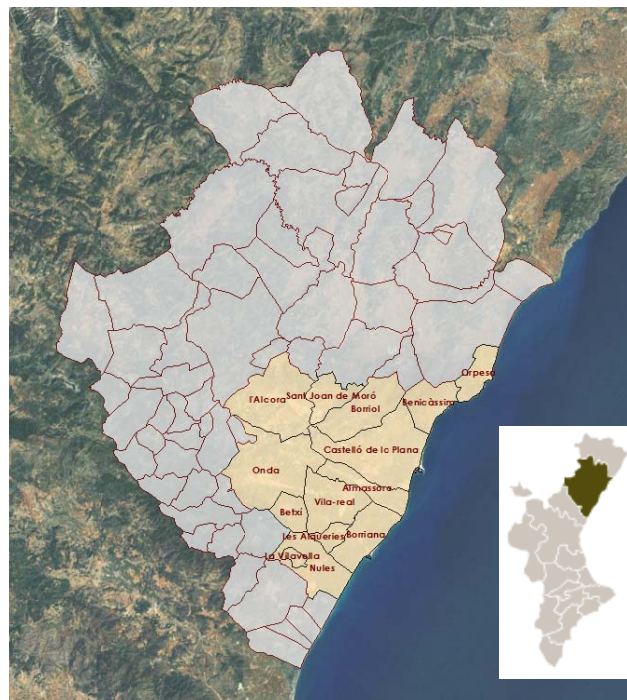 Orpesa
l'Alcora
Sant Joan de Moró
Benicàssim
Borriol
Castelló de la Plana
Onda
Almassora
Vila-real
Betxí
Borriana
Les Alqueries
La Vilavella
Nules